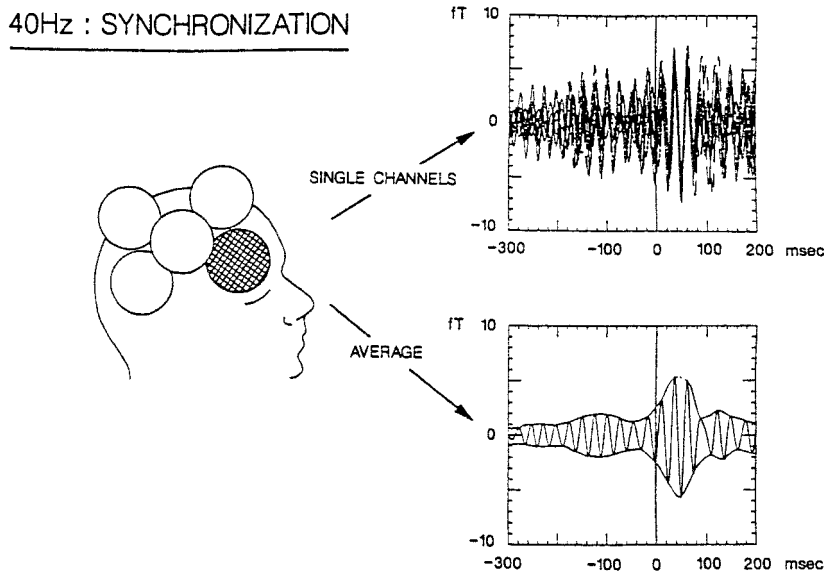 40Hz : SYNCHRONIZATION
fT
10
0
-10
-300 -100 0 100 200 msec
SINGLE CHANNELS
AVERAGE
fT
10
0
-10
-300 -100 0 100 200 msec